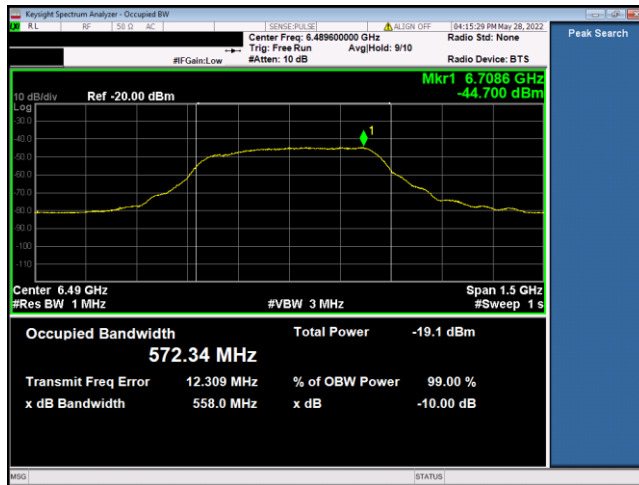 Keysight Spectrum Analyzer - Occupied BW
RL RF 50 Ω AC SENSE:PULSE ALIGN OFF 04:15:29 PM May 28, 2022
Center Freq: 6.489600000 GHz Radio Std: None
Trig: Free Run Avg|Hold: 9/10
#IFGain:Low #Atten: 10 dB Radio Device: BTS
Peak Search
Mkr1 6.7086 GHz
10 dB/div Ref -20.00 dBm -44.700 dBm
Log
-30.0
1
-40.0
-50.0
-60.0
-70.0
-80.0
-90.0
-100
-110
Center 6.49 GHz Span 1.5 GHz
#Res BW 1 MHz #VBW 3 MHz #Sweep 1 s
Occupied Bandwidth Total Power -19.1 dBm
572.34 MHz
Transmit Freq Error 12.309 MHz % of OBW Power 99.00 %
x dB Bandwidth 558.0 MHz x dB -10.00 dB
MSG STATUS